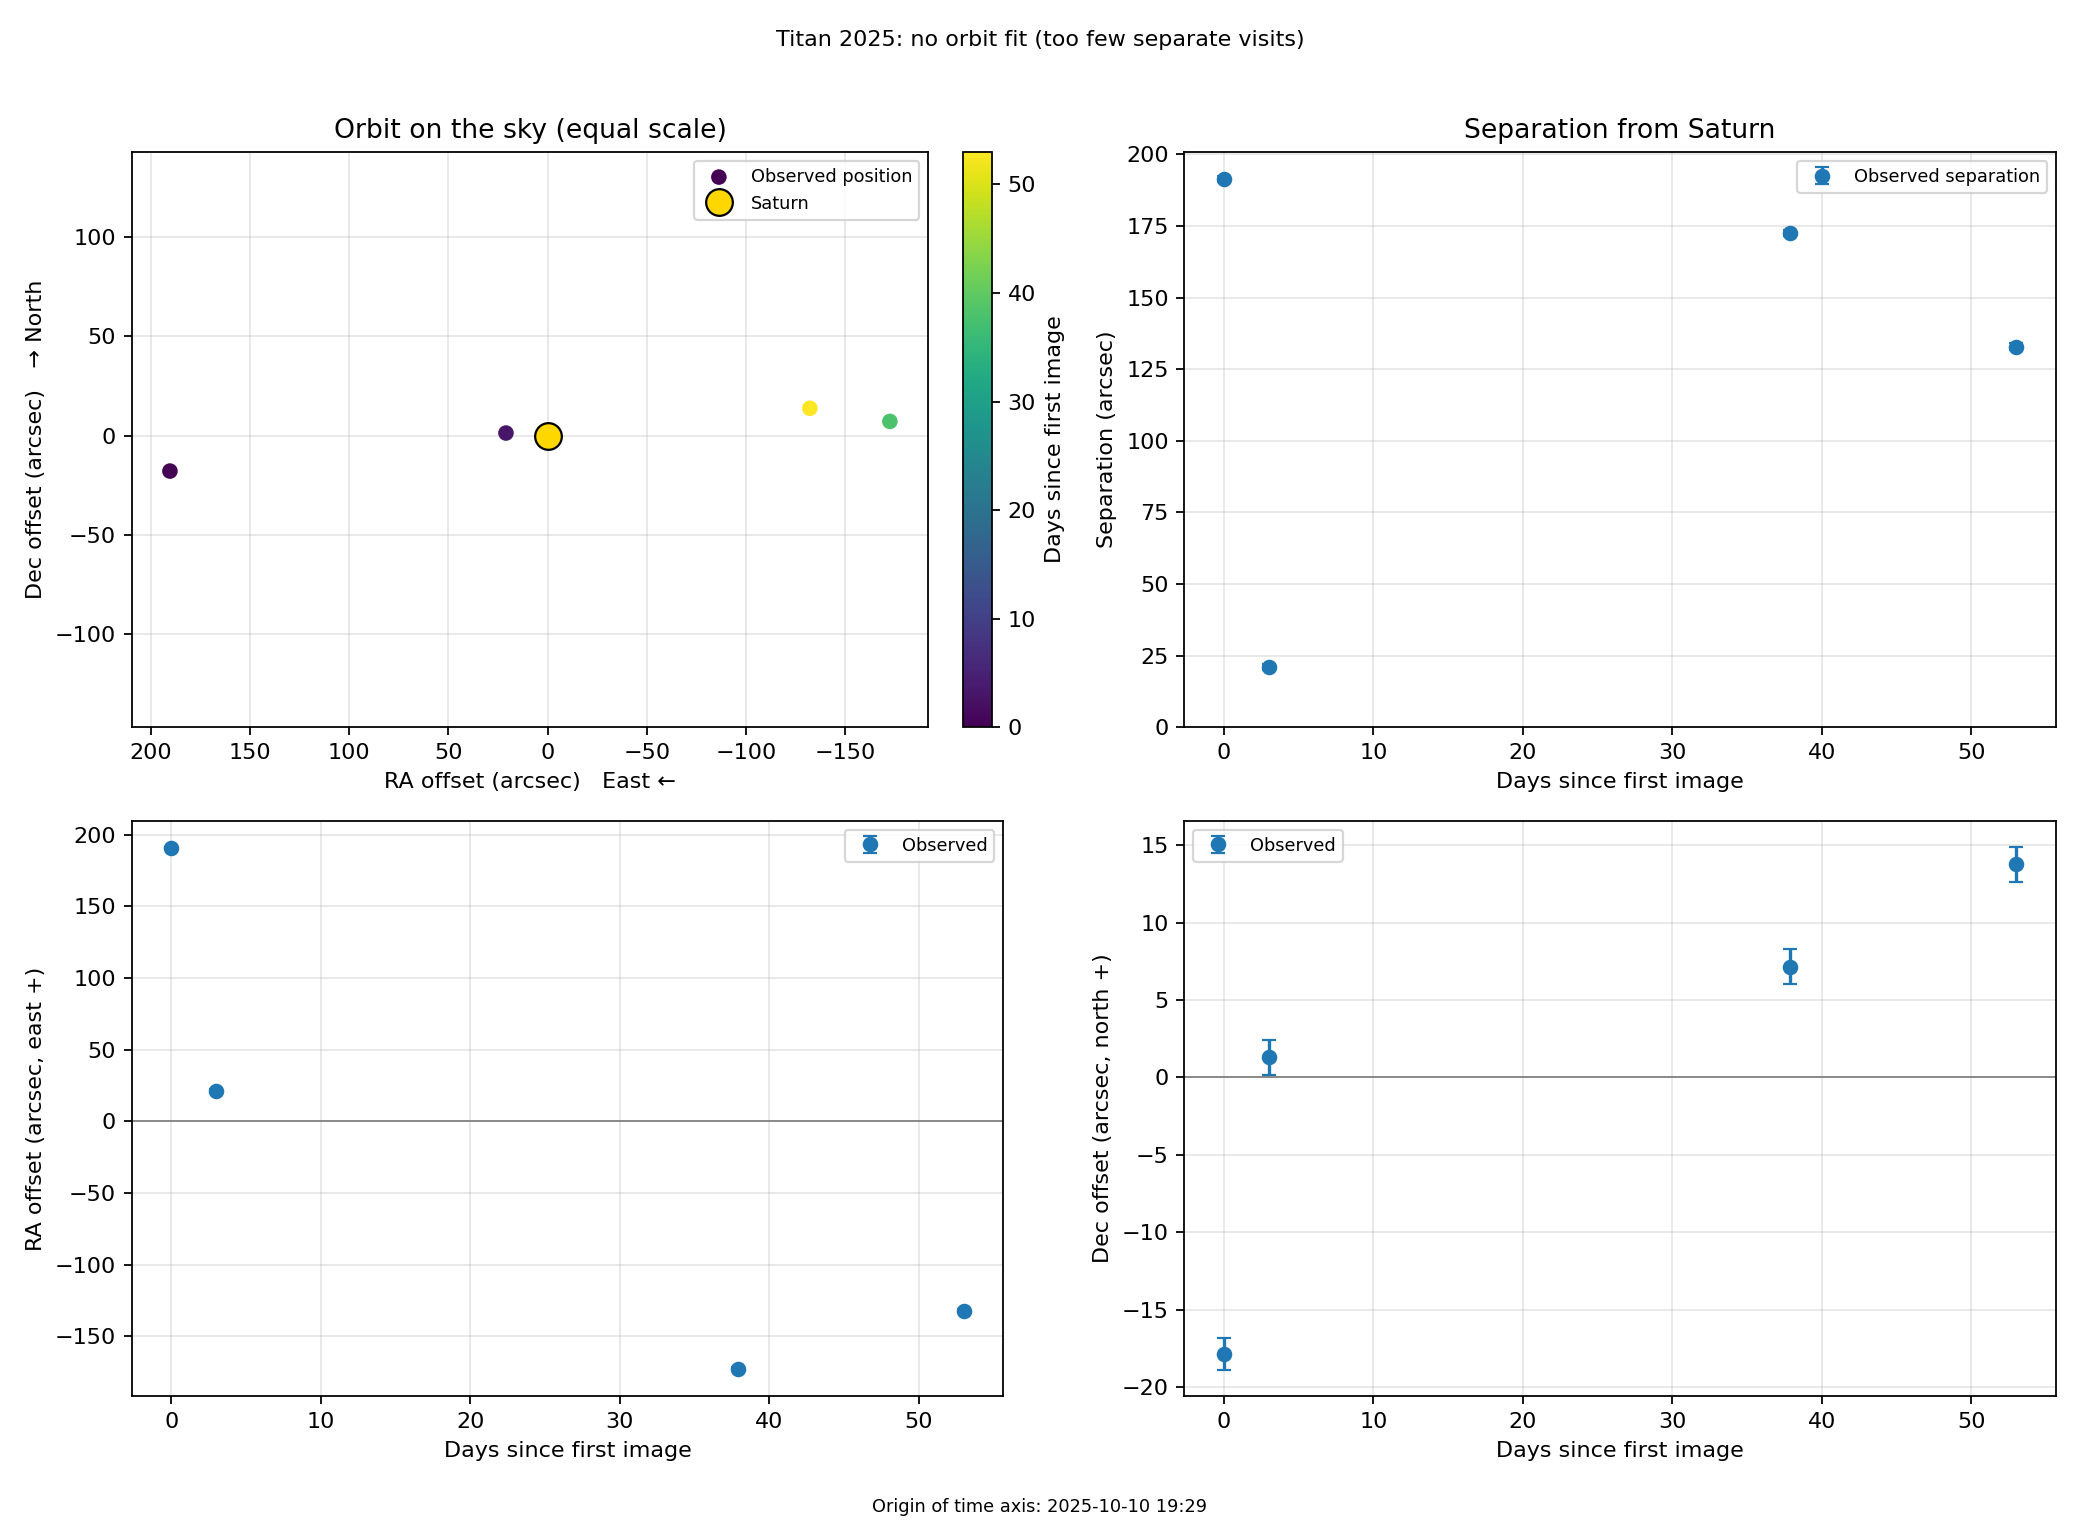 Titan 2025: no orbit fit (too few separate visits)
Orbit on the sky (equal scale)
Observed position
Saturn
Dec offset (arcsec) → North
100
50
0
−50
−100
200 150 100 50 0 −50 −100 −150
RA offset (arcsec) East ←
50
40
30
20
10
0
Days since first image
Separation from Saturn
Observed separation
Separation (arcsec)
200
175
150
125
100
75
50
25
0
0 10 20 30 40 50
Days since first image
Observed
RA offset (arcsec, east +)
200
150
100
50
0
−50
−100
−150
0 10 20 30 40 50
Days since first image
Observed
Dec offset (arcsec, north +)
15
10
5
0
−5
−10
−15
−20
0 10 20 30 40 50
Days since first image
Origin of time axis: 2025-10-10 19:29